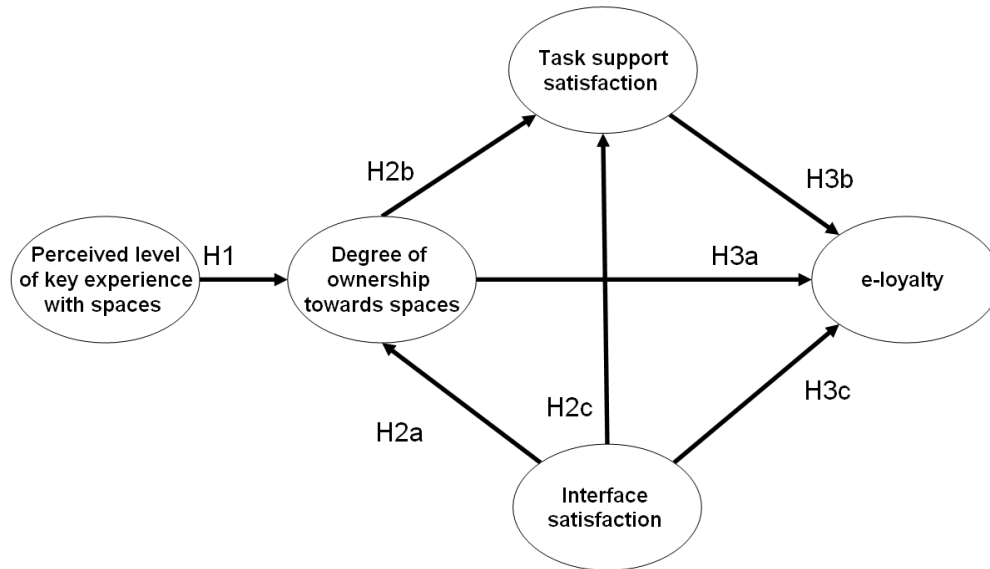 Task support
satisfaction
H2b
H3b
Perceived level
of key experience
with spaces
H1
Degree of
ownership
towards spaces
H3a
e-loyalty
H2a
H2c
H3c
Interface
satisfaction